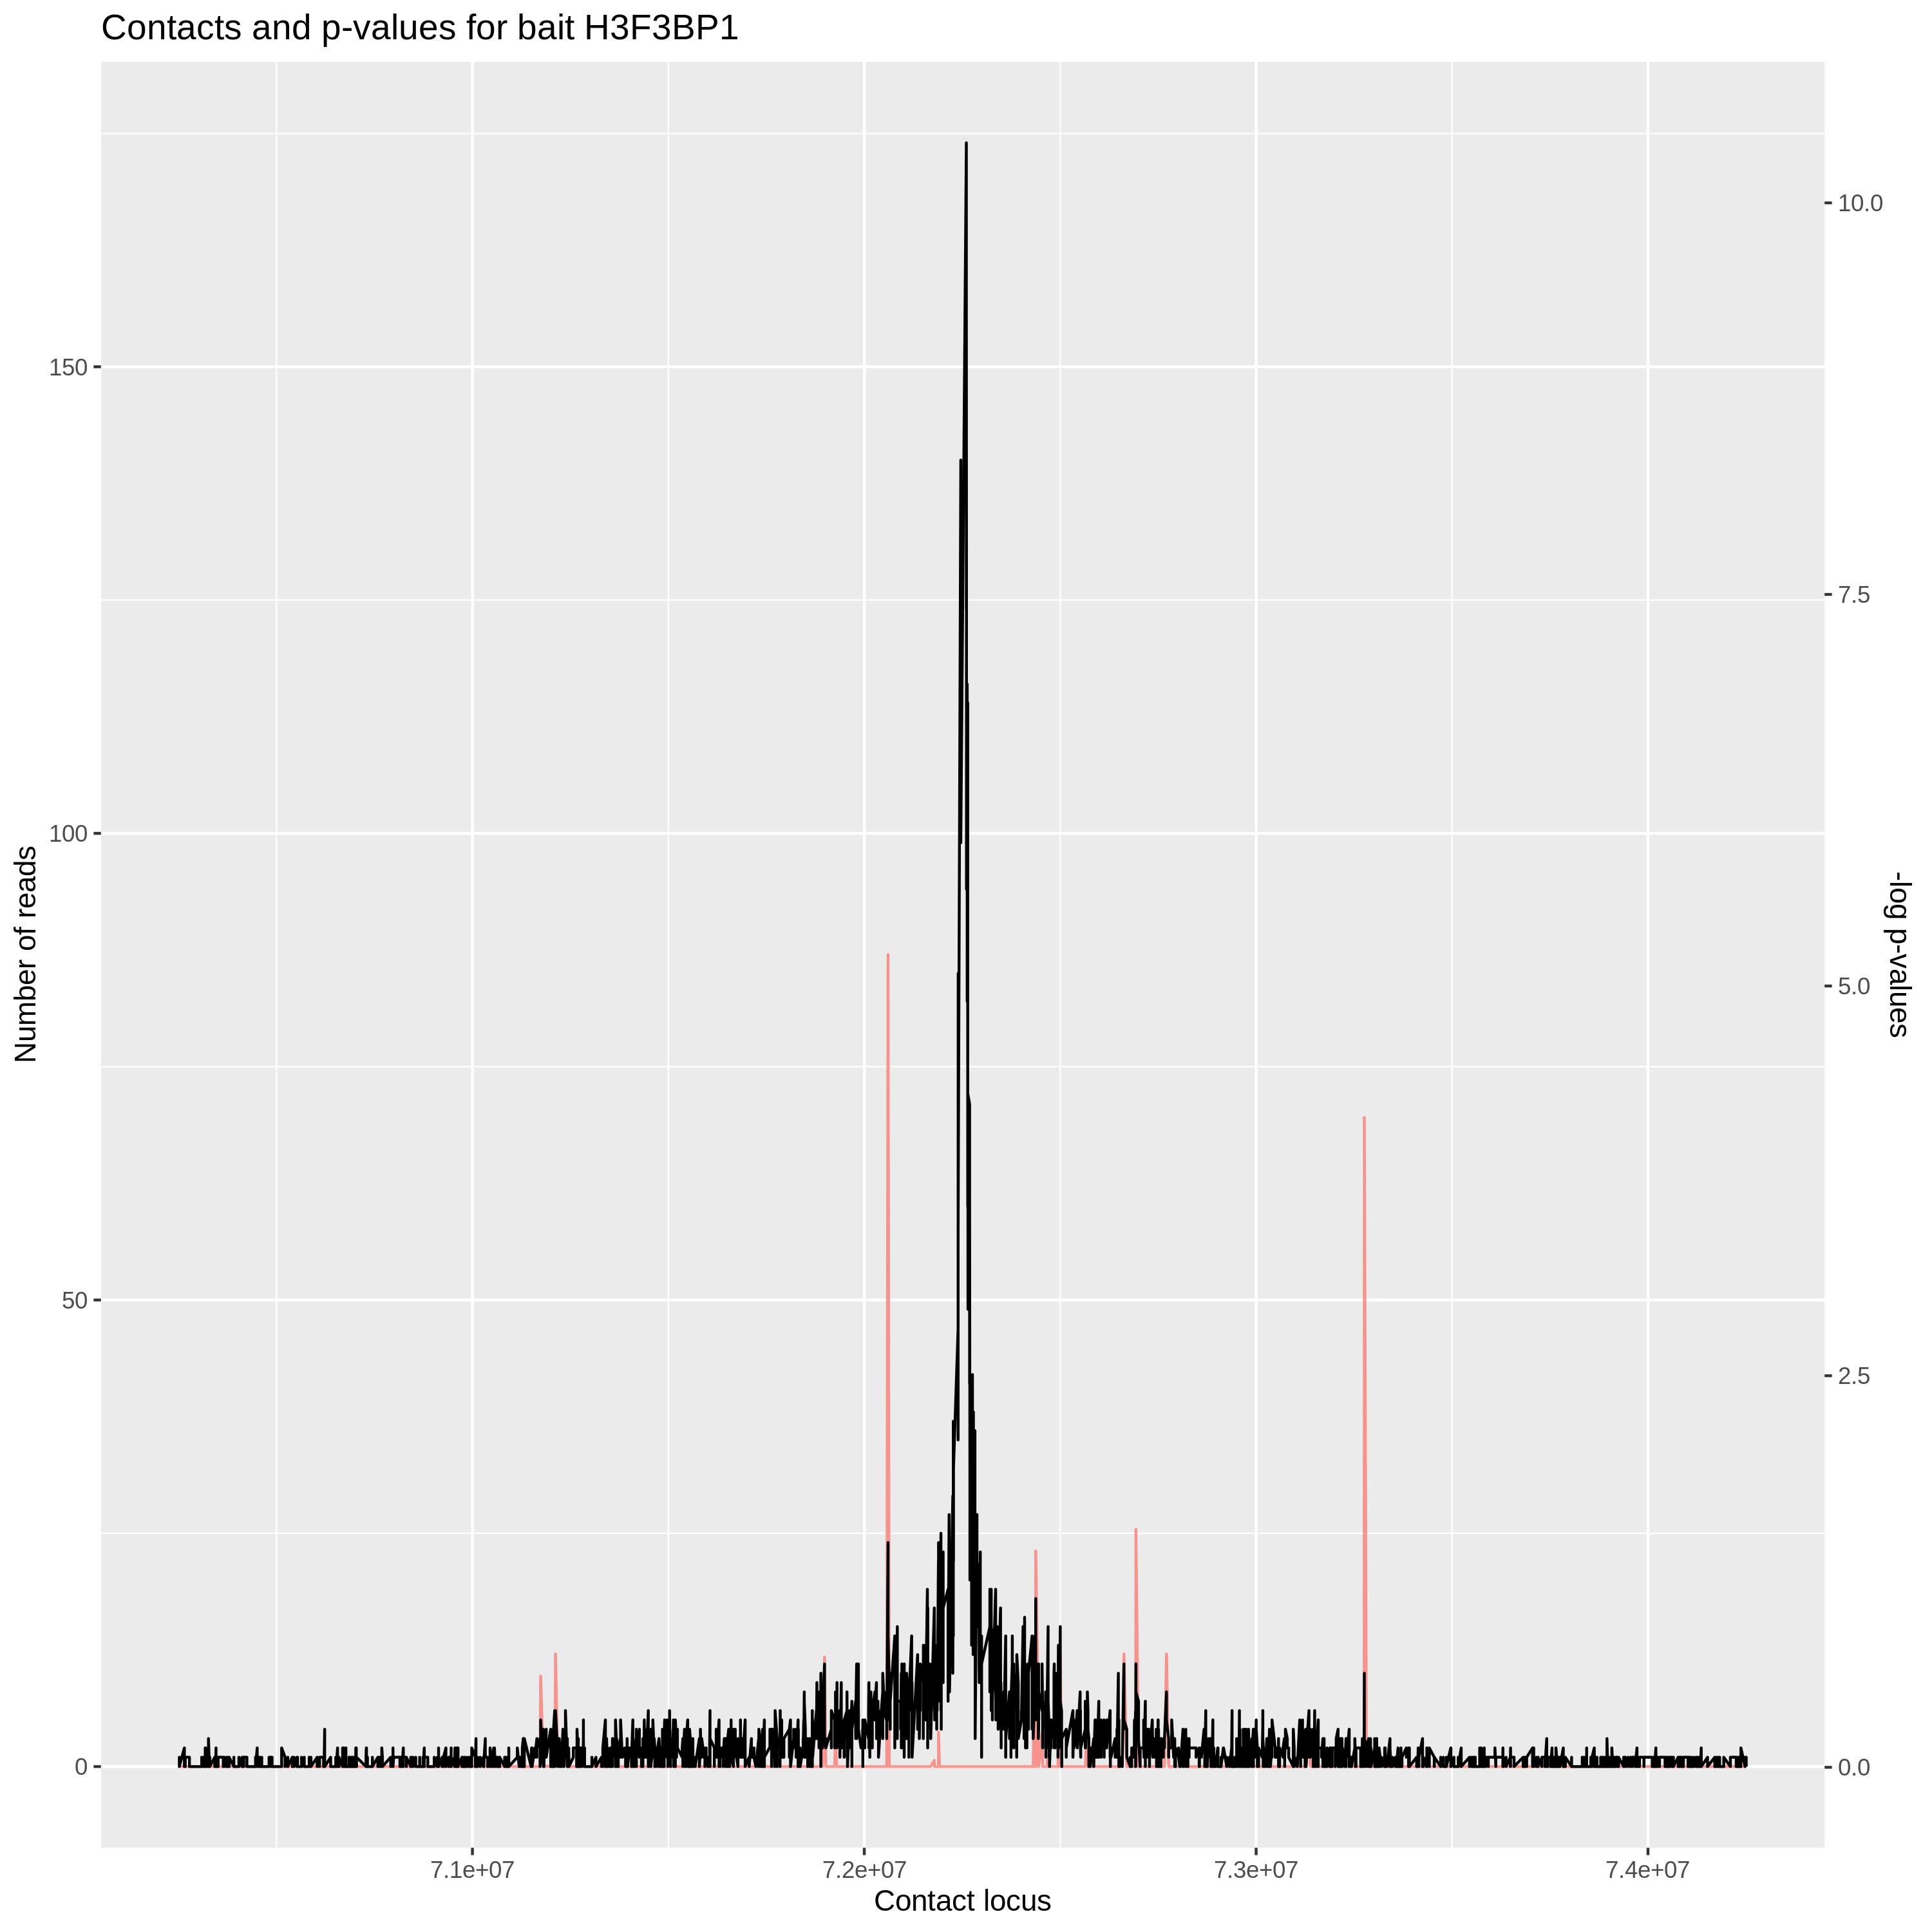 Contacts and p-values for bait H3F3BP1
150
100
50
0
Number of reads
10.0
7.5
5.0
2.5
0.0
-log p-values
7.1e+07
7.2e+07
7.3e+07
7.4e+07
Contact locus